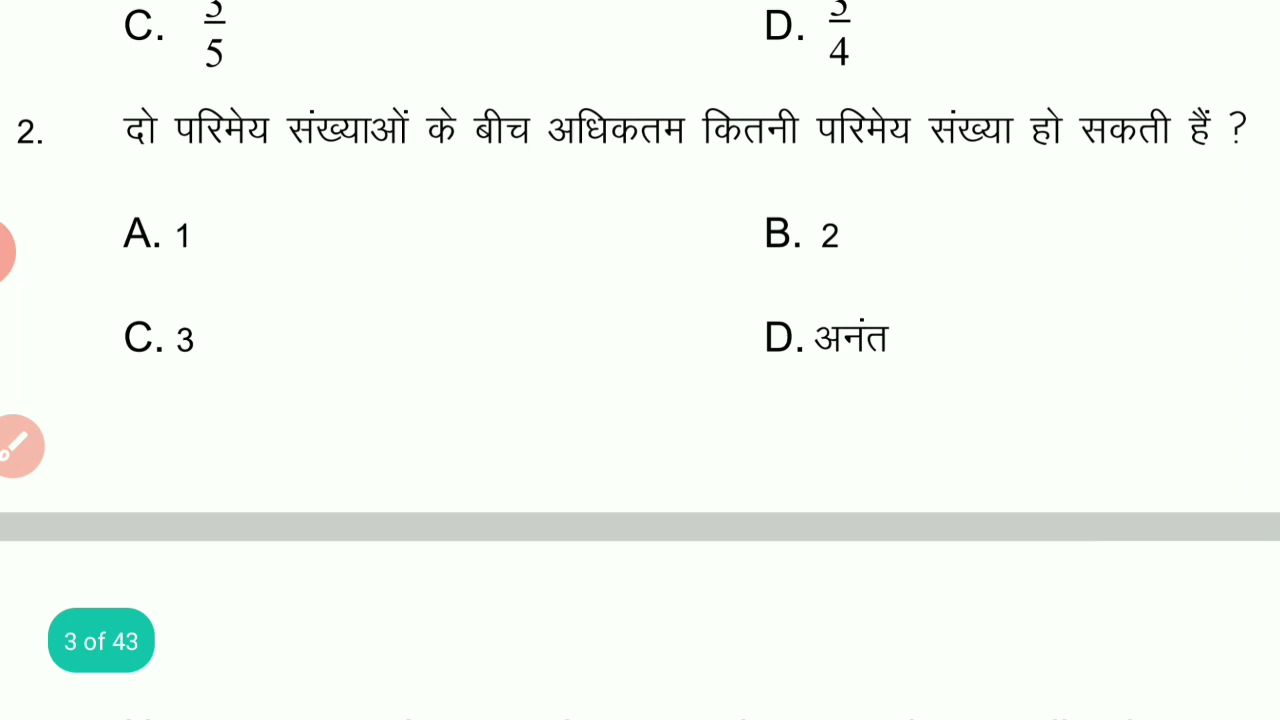 C. 5 D. 4
2. दो परिमेय संख्याओं के बीच अधिकतम कितनी परिमेय संख्या हो सकती हैं ?
A. 1 B. 2
C. 3 D. अनंत
3 of 43